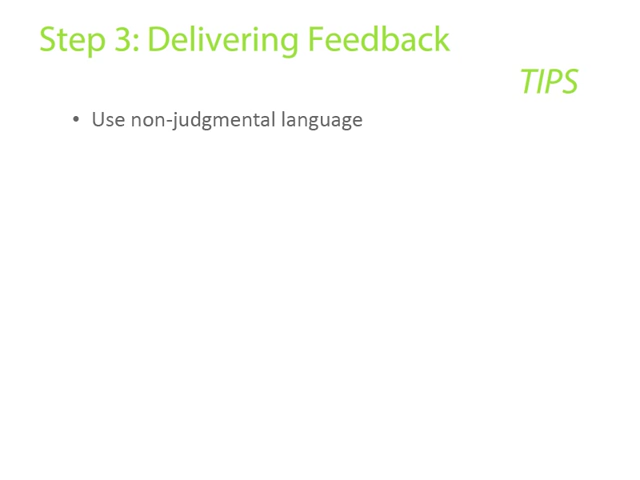 Step 3: Delivering Feedback
TIPS
• Use non-judgmental language